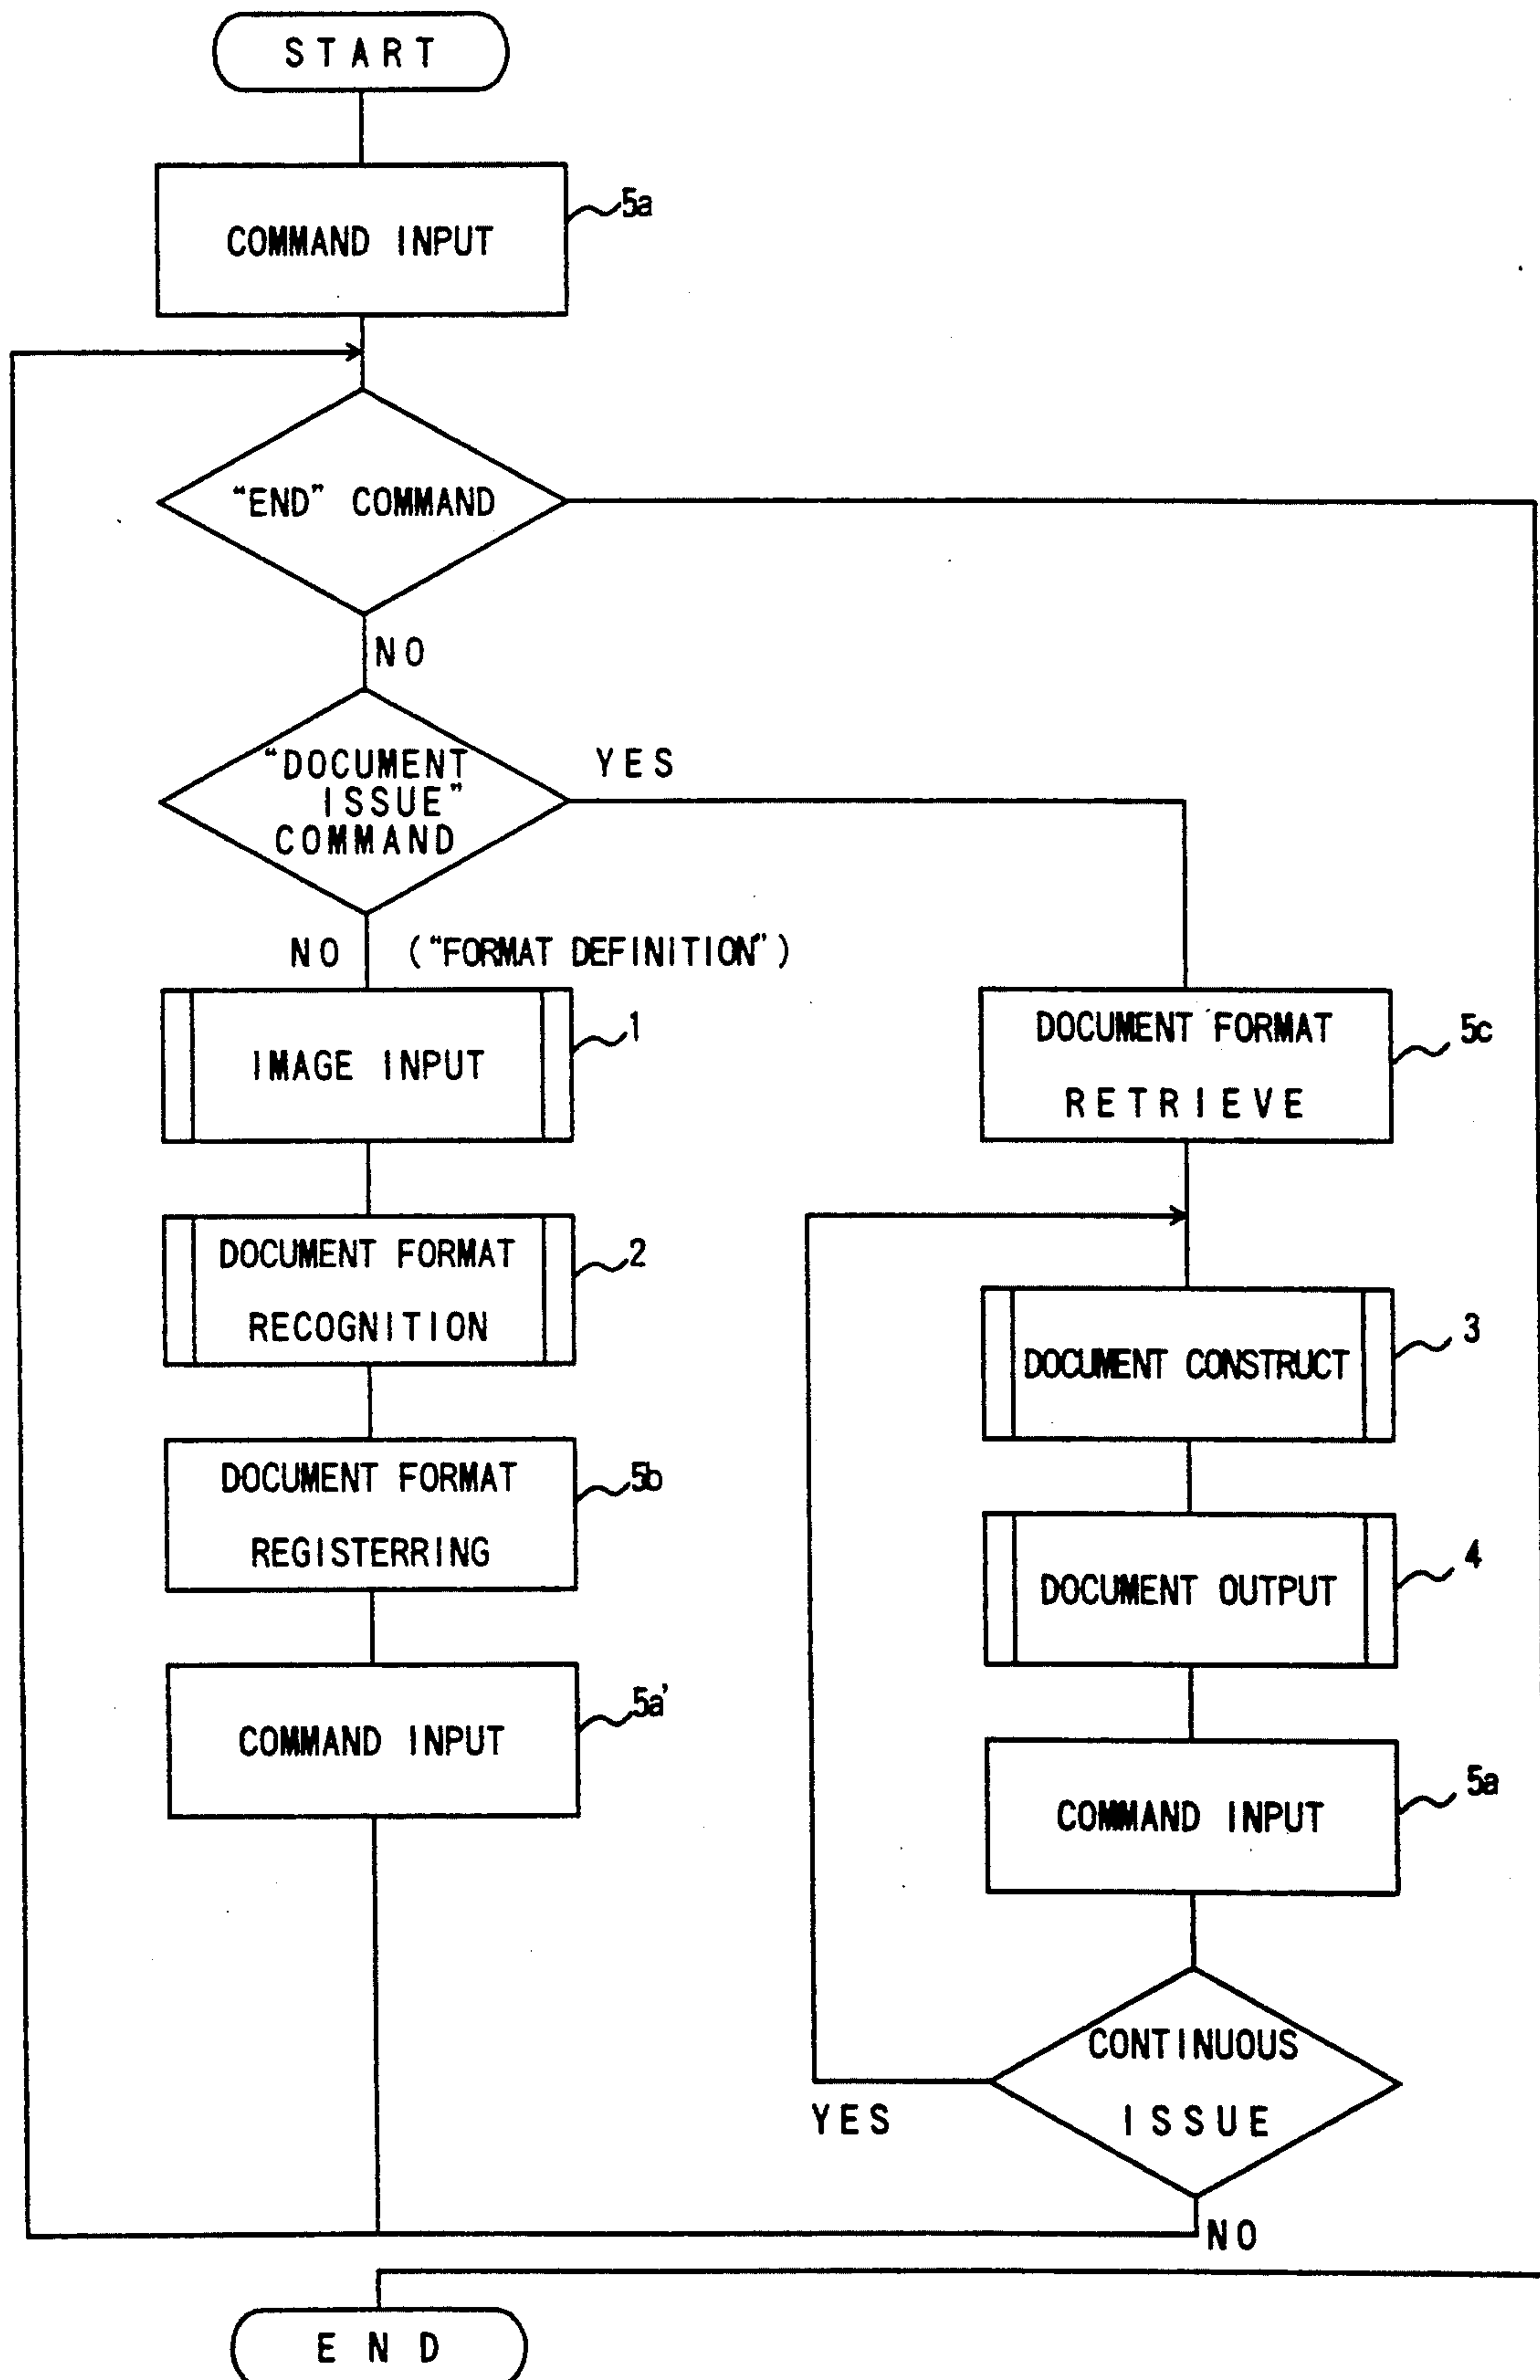 START
COMMAND INPUT
5a
“END” COMMAND
NO
“DOCUMENT
ISSUE”
COMMAND
YES
NO (“FORMAT DEFINITION”)
IMAGE INPUT
1
DOCUMENT FORMAT
RECOGNITION
2
DOCUMENT FORMAT
REGISTERRING
5b
COMMAND INPUT
5a'
DOCUMENT FORMAT
RETRIEVE
5c
DOCUMENT CONSTRUCT
3
DOCUMENT OUTPUT
4
COMMAND INPUT
5a
CONTINUOUS
ISSUE
YES
NO
END